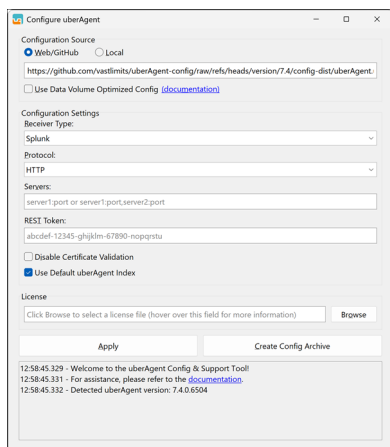 Configure uberAgent
Configuration Source
Web/GitHub Local
https://github.com/vastlimits/uberAgent-config/raw/refs/heads/version/7.4/config-dist/uberAgent.
Use Data Volume Optimized Config (documentation)
Configuration Settings
Receiver Type:
Splunk
Protocol:
HTTP
Servers:
server1:port or server1:port,server2:port
REST Token:
abcdef-12345-ghijklm-67890-nopqrstu
Disable Certificate Validation
Use Default uberAgent Index
License
Click Browse to select a license file (hover over this field for more information) Browse
Apply Create Config Archive
12:58:45.329 - Welcome to the uberAgent Config & Support Tool!
12:58:45.331 - For assistance, please refer to the documentation.
12:58:45.332 - Detected uberAgent version: 7.4.0.6504